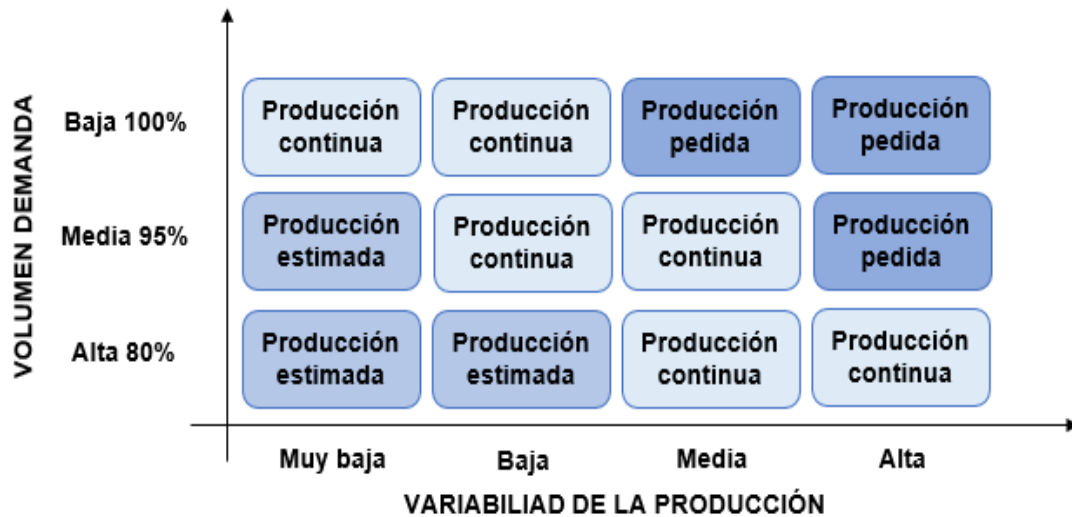 VOLUMEN DEMANDA
Baja 100%
Producción
continua
Producción
continua
Producción
pedida
Producción
pedida
Media 95%
Producción
estimada
Producción
continua
Producción
continua
Producción
pedida
Alta 80%
Producción
estimada
Producción
estimada
Producción
continua
Producción
continua
Muy baja
Baja
Media
Alta
VARIABILIAD DE LA PRODUCCIÓN